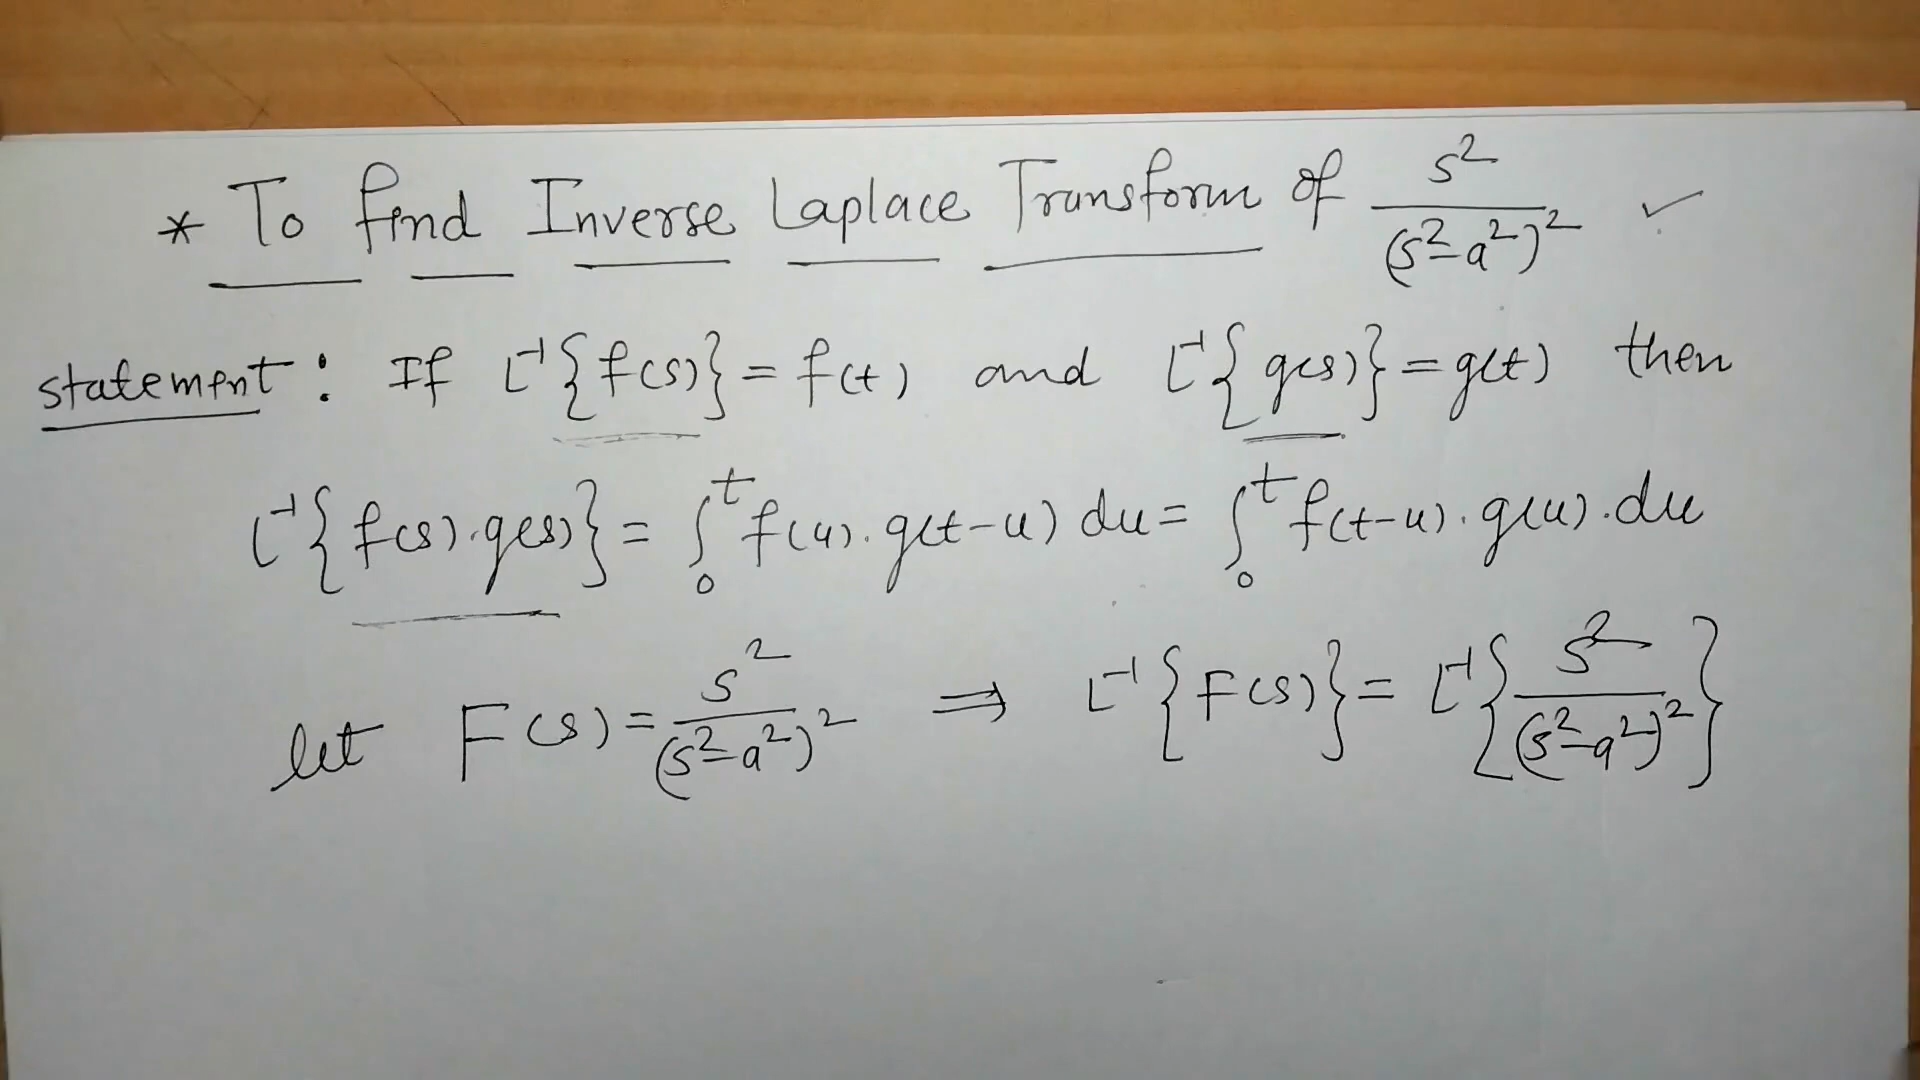 * To find Inverse Laplace Transform of s²/(s²-a²)² ✓
statement: If L⁻¹{f(s)} = f(t) and L⁻¹{g(s)} = g(t) then
L⁻¹{f(s).g(s)} = ∫₀ᵗ f(u).g(t-u) du = ∫₀ᵗ f(t-u).g(u).du
let F(s) = s²/(s²-a²)² ⇒ L⁻¹{F(s)} = L⁻¹{s²/(s²-a²)²}